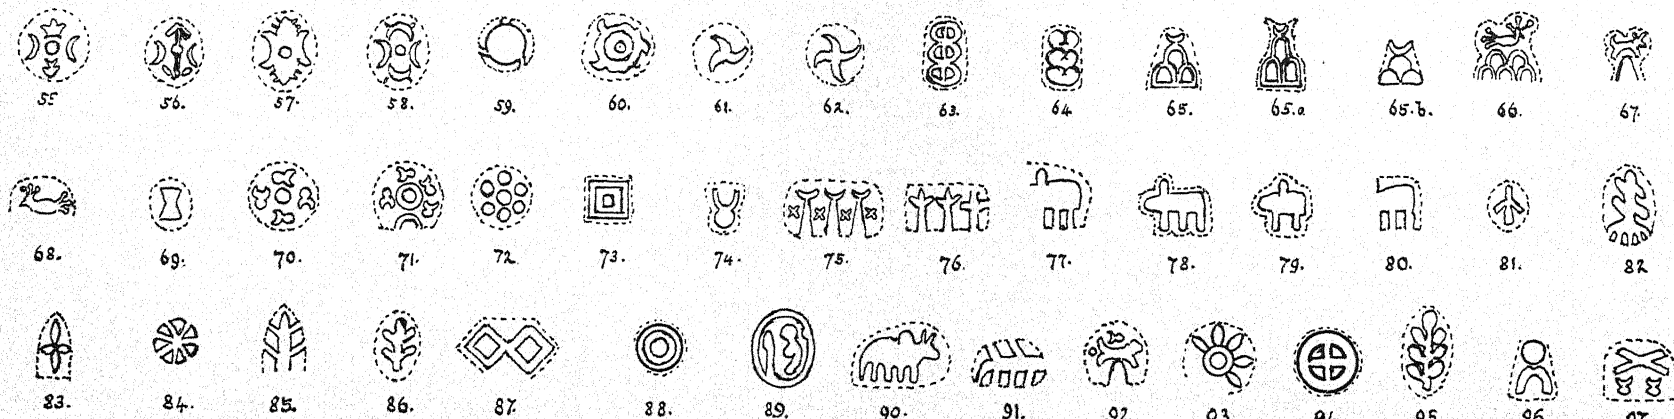 55 56. 57. 58. 59. 60. 61. 62. 63. 64 65. 65.a 65.b. 66. 67.
68. 69. 70. 71. 72 73. 74. 75. 76. 77. 78. 79. 80. 81. 82
83. 84. 85. 86. 87. 88. 89. 90. 91. 92. 93. 94. 95. 96. 97.